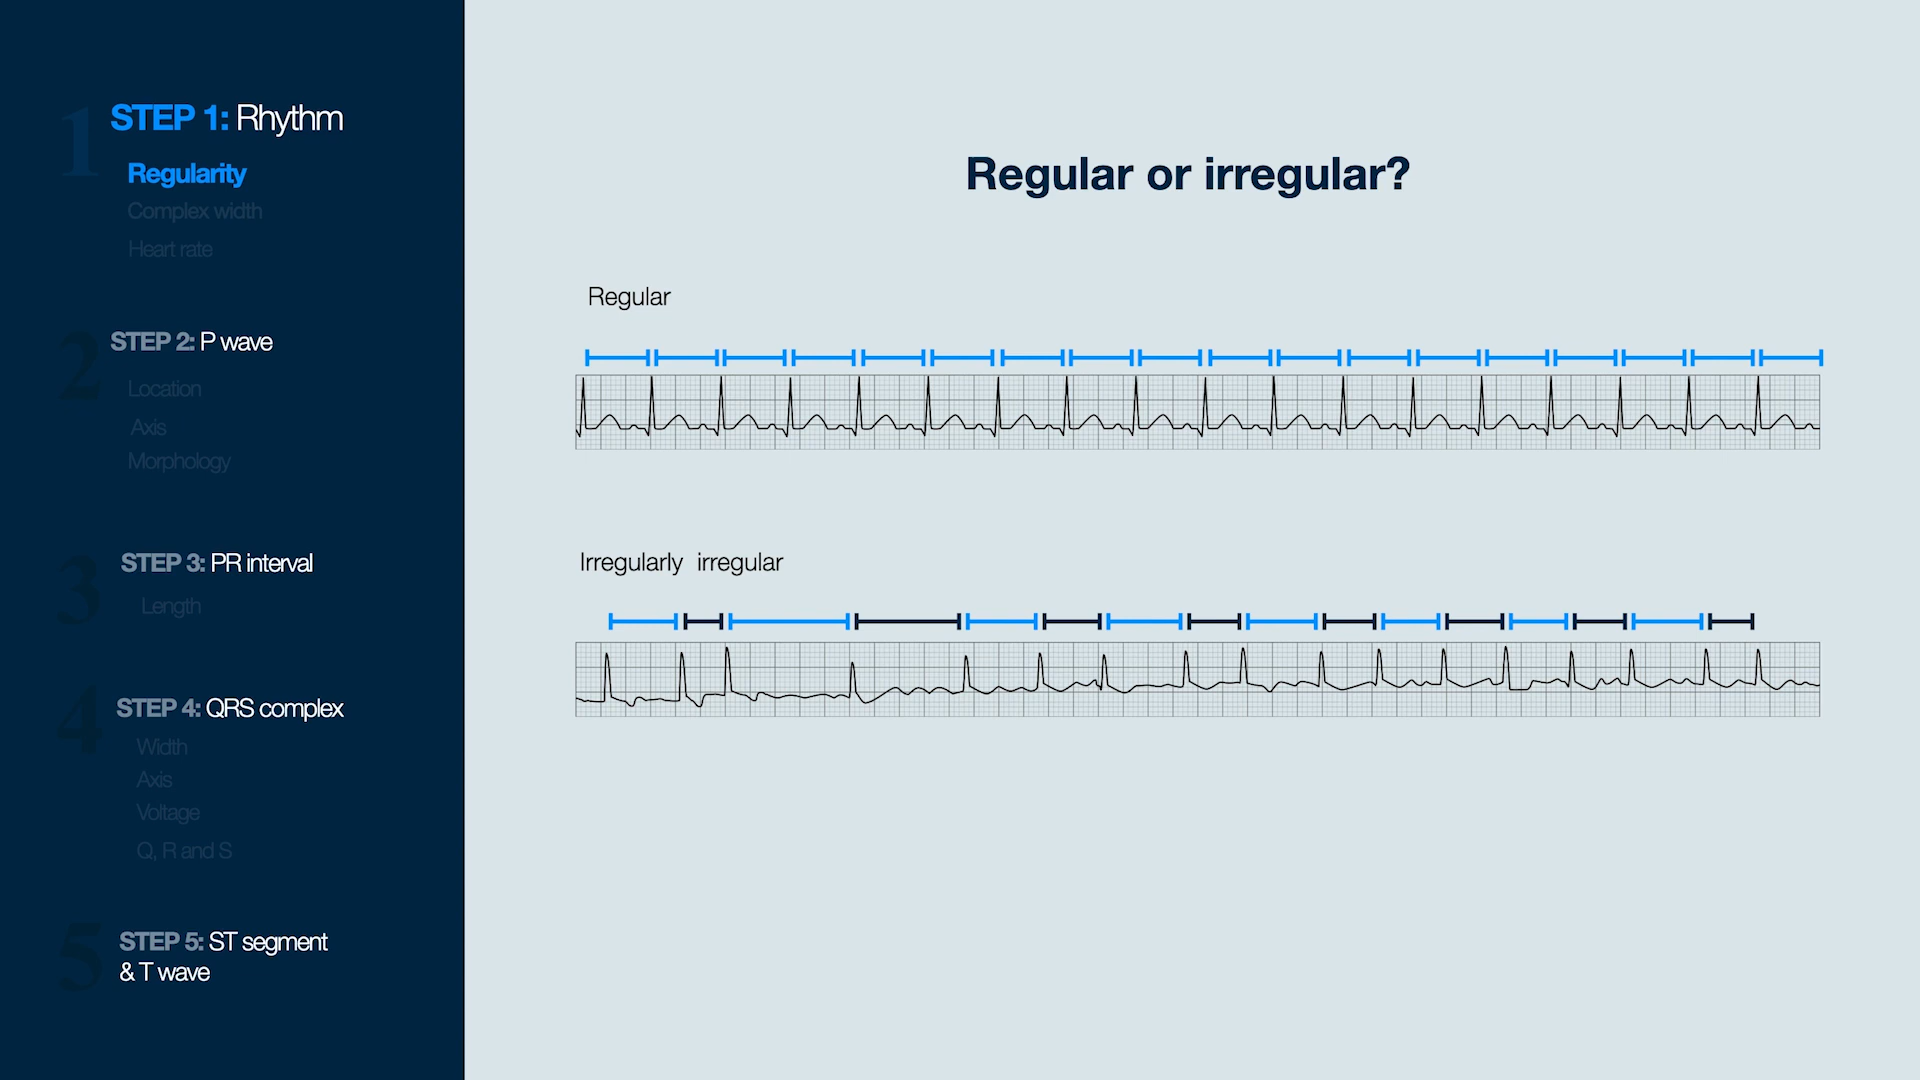 1
STEP 1: Rhythm
Regularity
Complex width
Heart rate
2
STEP 2: P wave
Location
Axis
Morphology
3
STEP 3: PR interval
Length
4
STEP 4: QRS complex
Width
Axis
Voltage
Q, R and S
5
STEP 5: ST segment
& T wave
Regular or irregular?
Regular
Irregularly irregular